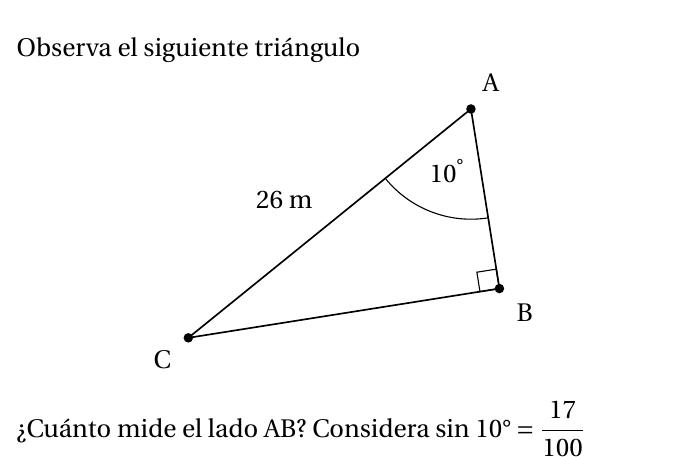 Observa el siguiente triángulo
A
10°
26 m
B
C
¿Cuánto mide el lado AB? Considera sin 10° = 17/100